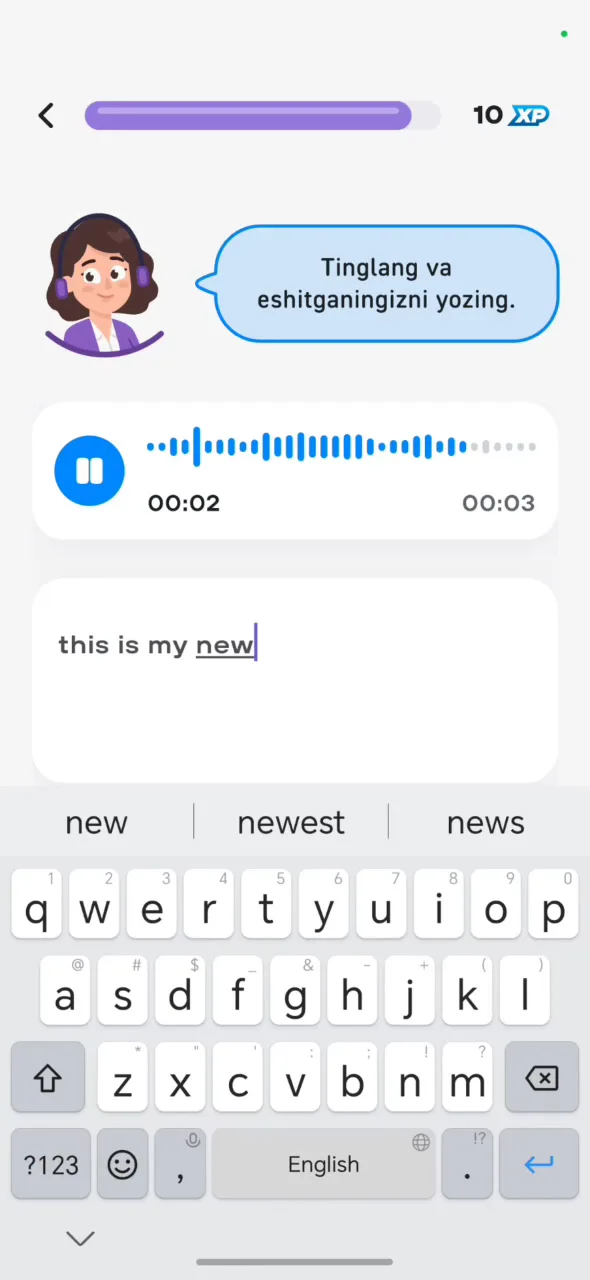 10 XP
Tinglang va
eshitganingizni yozing.
00:02 00:03
this is my new
new newest news
1 2 3 4 5 6 7 8 9 0
q w e r t y u i o p
@ # $ _ & - + ( )
a s d f g h j k l
* " ' : ; ! ?
z x c v b n m
!?
?123 , English .